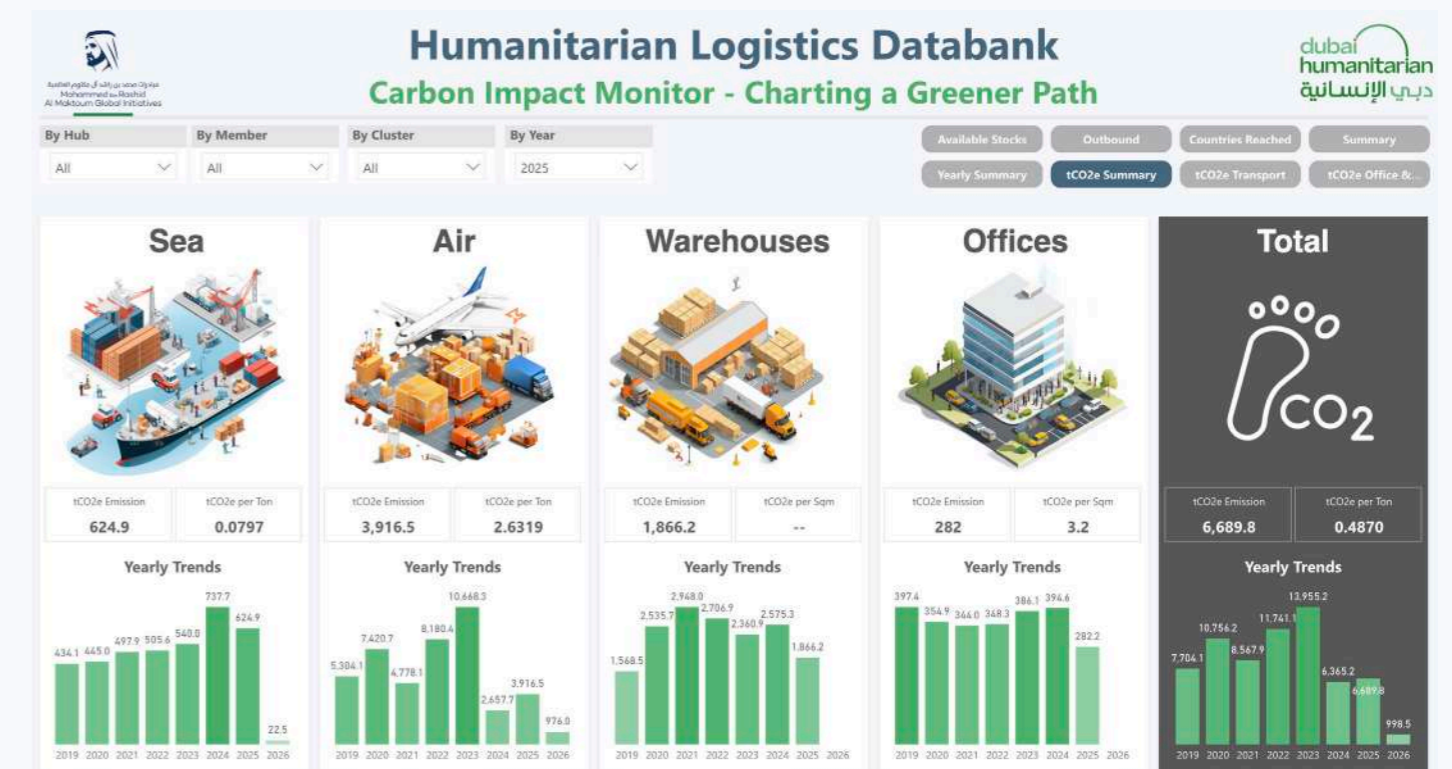 Humanitarian Logistics Databank
Carbon Impact Monitor - Charting a Greener Path
Mohammed Bin Rashid
Al Maktoum Global Initiatives
dubai
humanitarian
دبي الإنسانية
By Hub By Member By Cluster By Year
All All All 2025
Available Stocks Outbound Countries Reached Summary
Yearly Summary tCO2e Summary tCO2e Transport tCO2e Office &...
Sea
tCO2e Emission tCO2e per Ton
624.9 0.0797
Yearly Trends
434.1 445.0 497.9 505.6 540.0 737.7 624.9 22.5
2019 2020 2021 2022 2023 2024 2025 2026
Air
tCO2e Emission tCO2e per Ton
3,916.5 2.6319
Yearly Trends
5,304.1 7,420.7 4,778.1 8,180.4 10,668.3 2,657.7 3,916.5 976.0
2019 2020 2021 2022 2023 2024 2025 2026
Warehouses
tCO2e Emission tCO2e per Sqm
1,866.2 --
Yearly Trends
1,568.5 2,535.7 2,948.0 2,706.9 2,360.9 2,575.3 1,866.2
2019 2020 2021 2022 2023 2024 2025 2026
Offices
tCO2e Emission tCO2e per Sqm
282 3.2
Yearly Trends
397.4 354.9 344.0 348.3 386.1 394.6 282.2
2019 2020 2021 2022 2023 2024 2025 2026
Total
CO2
tCO2e Emission tCO2e per Ton
6,689.8 0.4870
Yearly Trends
7,704.1 10,756.2 8,567.9 11,741.1 13,955.2 6,365.2 6,689.8 998.5
2019 2020 2021 2022 2023 2024 2025 2026